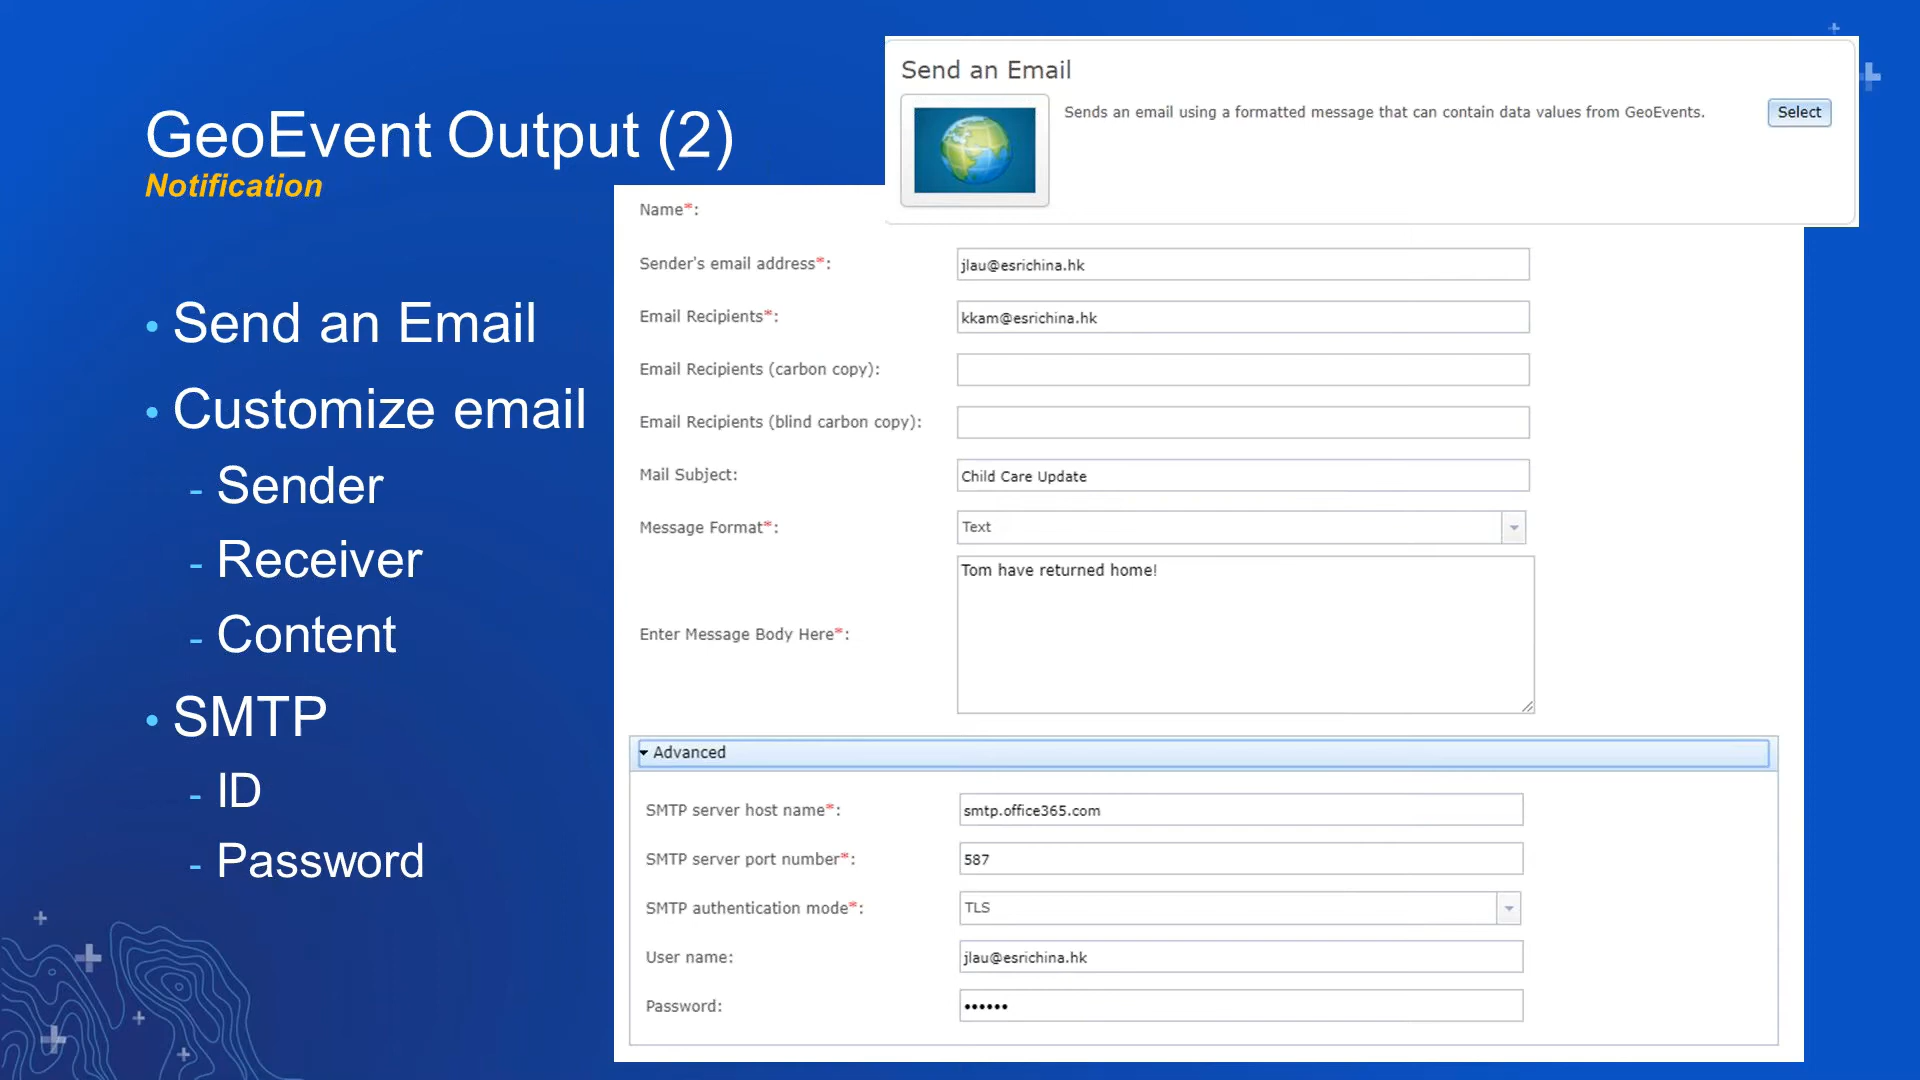 GeoEvent Output (2)
Notification
• Send an Email
• Customize email
- Sender
- Receiver
- Content
• SMTP
- ID
- Password
Send an Email
Sends an email using a formatted message that can contain data values from GeoEvents.
Select
Name*:
Sender's email address*: jlau@esrichina.hk
Email Recipients*: kkam@esrichina.hk
Email Recipients (carbon copy):
Email Recipients (blind carbon copy):
Mail Subject: Child Care Update
Message Format*: Text
Enter Message Body Here*: Tom have returned home!
Advanced
SMTP server host name*: smtp.office365.com
SMTP server port number*: 587
SMTP authentication mode*: TLS
User name: jlau@esrichina.hk
Password: ••••••